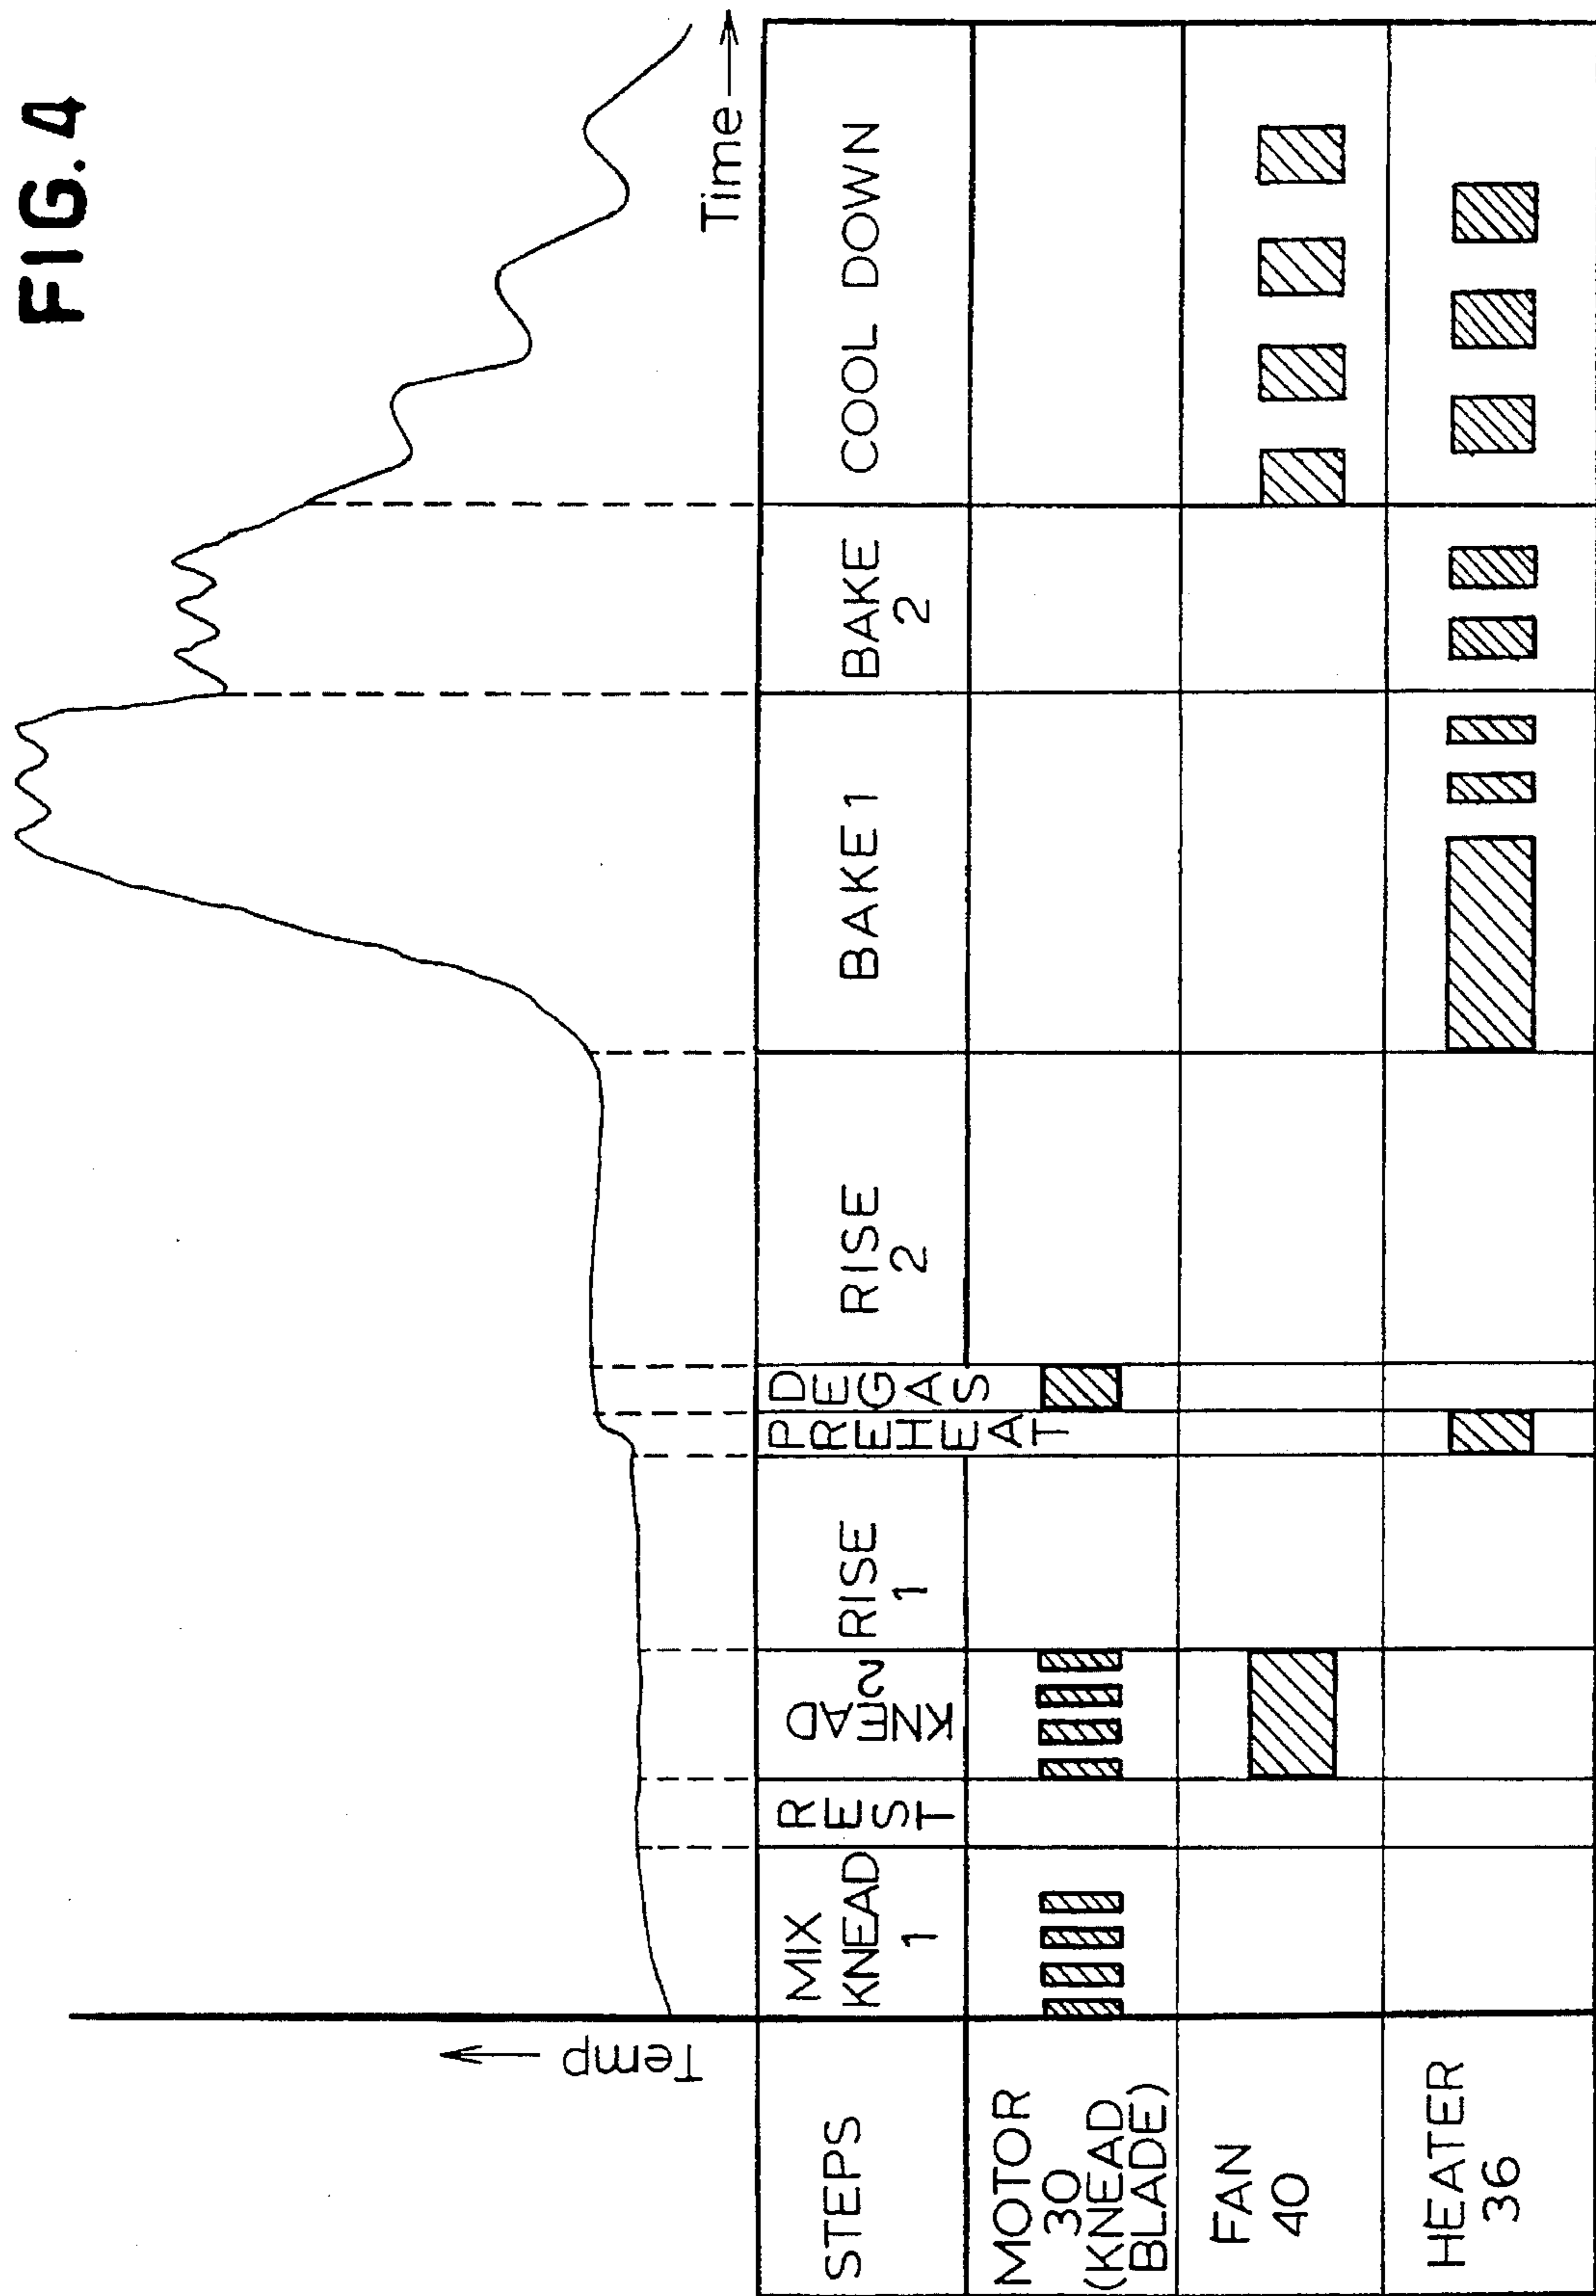 FIG. 4
Temp
Time
STEPS
MIX
KNEAD
1
REST
KNEAD
2
RISE
1
PREHEAT
DEGAS
RISE
2
BAKE 1
BAKE
2
COOL DOWN
MOTOR
30
(KNEAD
BLADE)
FAN
40
HEATER
36